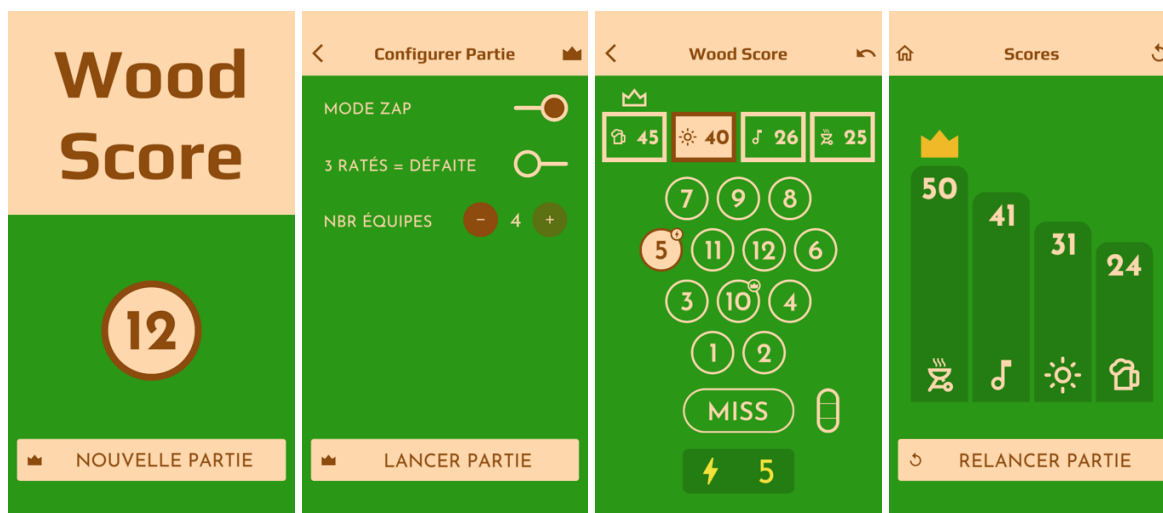 Wood
Score
12
NOUVELLE PARTIE
Configurer Partie
MODE ZAP
3 RATÉS = DÉFAITE
NBR ÉQUIPES - 4 +
LANCER PARTIE
Wood Score
45 40 26 25
7 9 8
5 11 12 6
3 10 4
1 2
MISS
5
Scores
50
41
31
24
RELANCER PARTIE